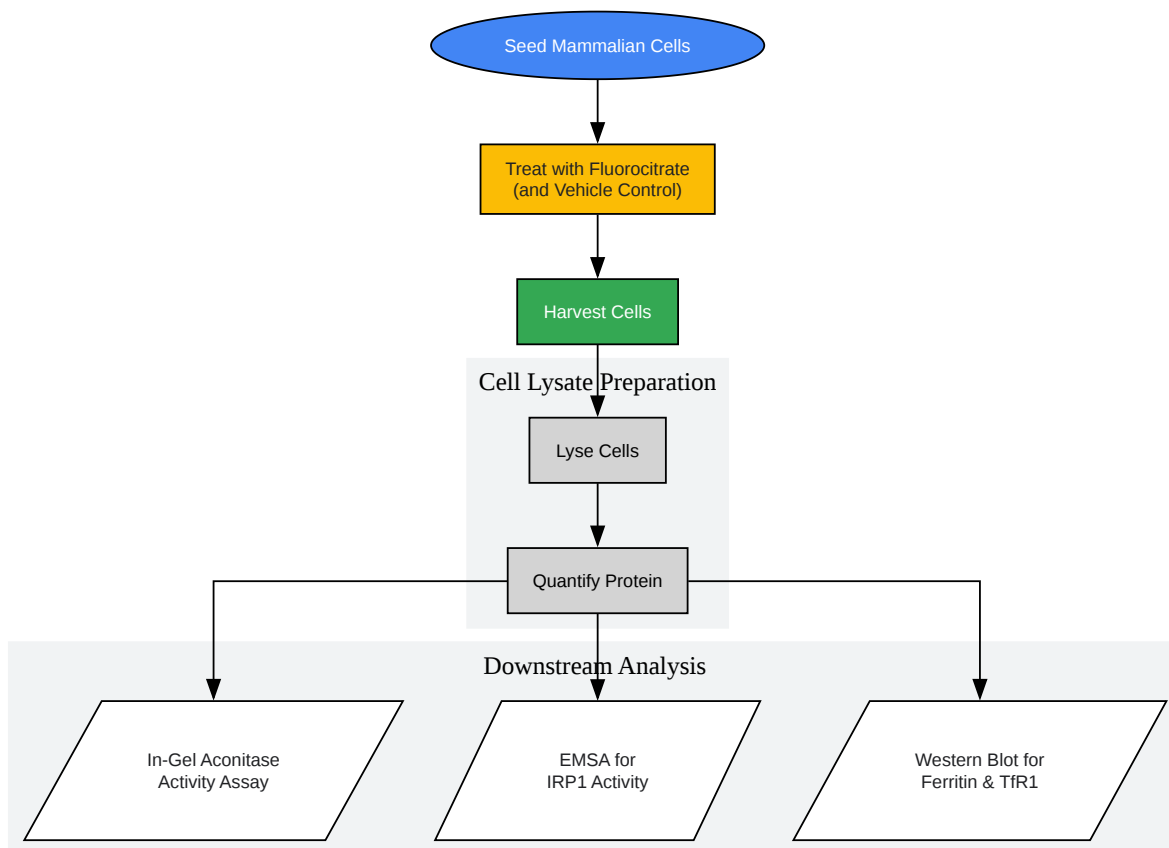 Seed Mammalian Cells
Treat with Fluorocitrate
(and Vehicle Control)
Harvest Cells
Cell Lysate Preparation
Lyse Cells
Quantify Protein
Downstream Analysis
In-Gel Aconitase
Activity Assay
EMSA for
IRP1 Activity
Western Blot for
Ferritin & TfR1